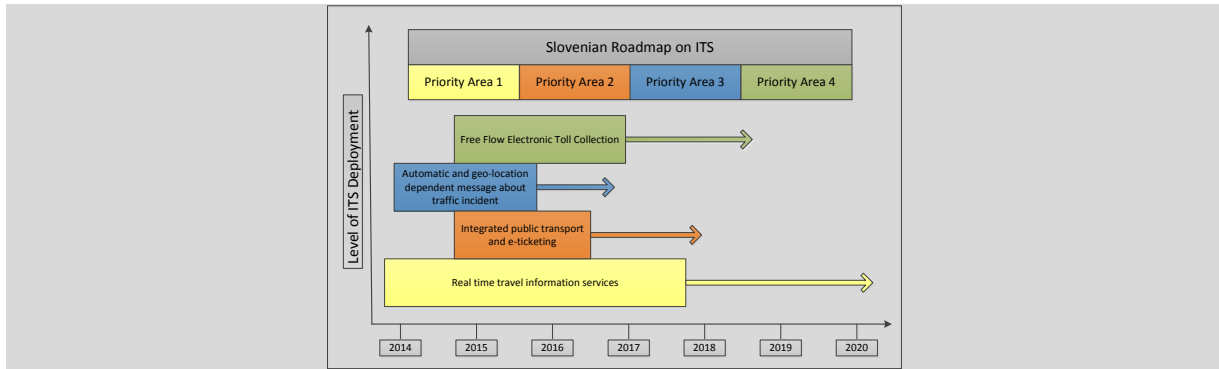 Slovenian Roadmap on ITS
Priority Area 1
Priority Area 2
Priority Area 3
Priority Area 4
Level of ITS Deployment
Free Flow Electronic Toll Collection
Automatic and geo-location
dependent message about
traffic incident
Integrated public transport
and e-ticketing
Real time travel information services
2014
2015
2016
2017
2018
2019
2020